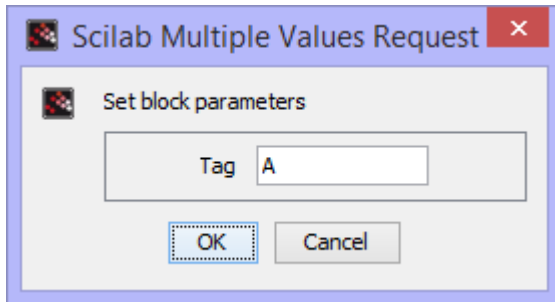 Scilab Multiple Values Request
Set block parameters
Tag A
OK Cancel